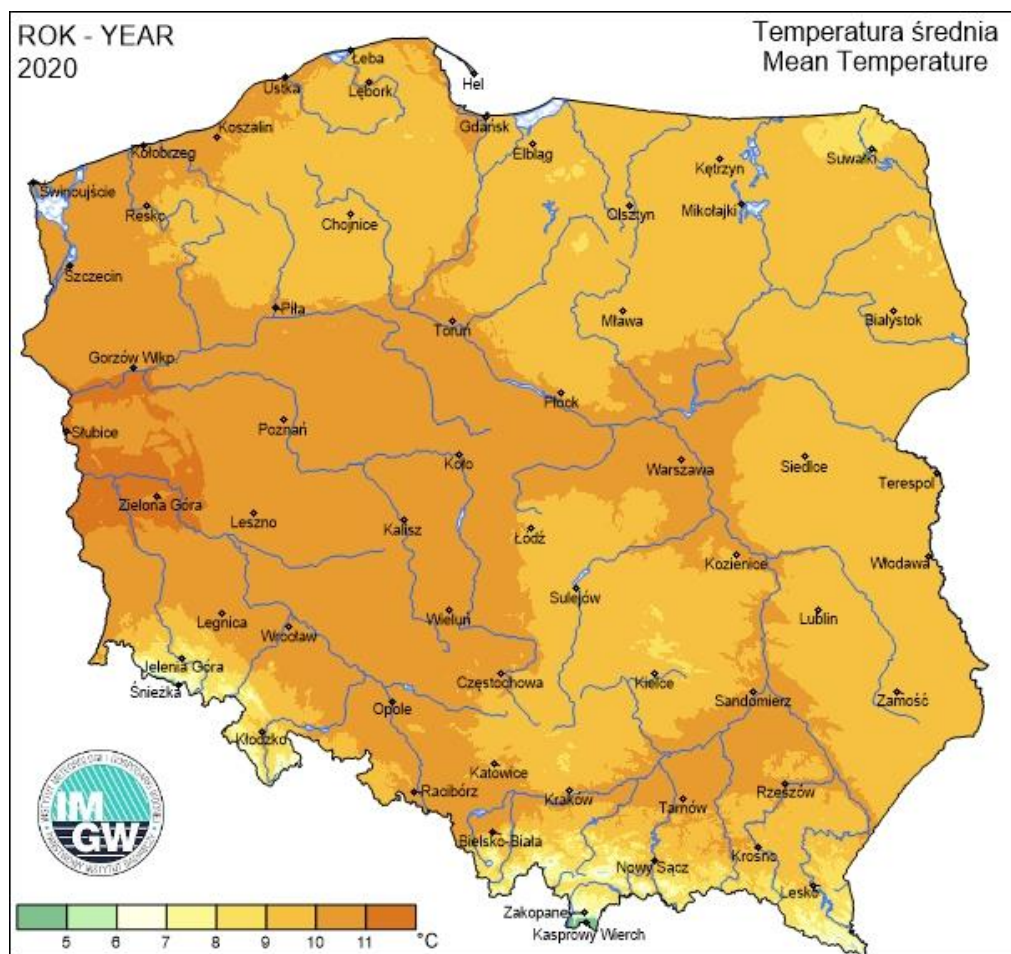 ROK - YEAR
2020
Temperatura średnia
Mean Temperature
Łeba
Hel
Ustka
Lębork
Gdańsk
Koszalin
Elbląg
Kołobrzeg
Suwałki
Kętrzyn
Świnoujście
Resko
Chojnice
Olsztyn
Mikołajki
Szczecin
Piła
Toruń
Mława
Białystok
Gorzów Wlkp.
Płock
Słubice
Poznań
Koło
Warszawa
Siedlce
Terespol
Zielona Góra
Leszno
Kalisz
Łódź
Kozienice
Włodawa
Sulejów
Legnica
Wrocław
Wieluń
Lublin
Jelenia Góra
Śnieżka
Częstochowa
Kielce
Sandomierz
Zamość
Opole
Kłodzko
Katowice
Racibórz
Kraków
Tarnów
Rzeszów
Bielsko-Biała
Nowy Sącz
Krosno
Lesko
Zakopane
Kasprowy Wierch
IM
GW
5 6 7 8 9 10 11 °C